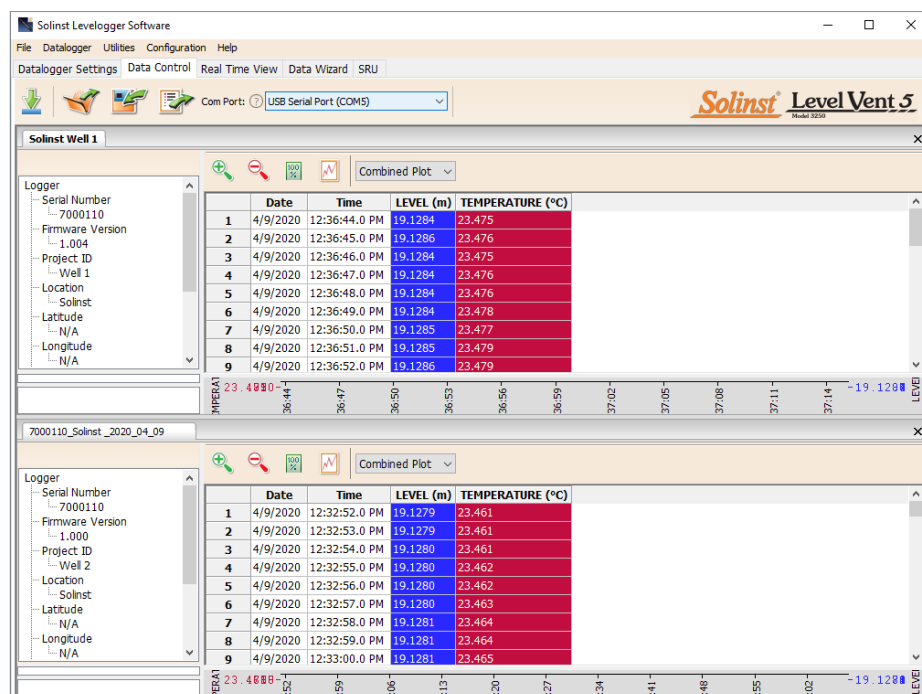 Solinst Levelogger Software
File Datalogger Utilities Configuration Help
Datalogger Settings Data Control Real Time View Data Wizard SRU
Com Port: ? USB Serial Port (COM5)
Solinst Level Vent 5
Model 3250
Solinst Well 1
100 %
Combined Plot
Logger
Serial Number
7000110
Firmware Version
1.004
Project ID
Well 1
Location
Solinst
Latitude
N/A
Longitude
N/A
Date Time LEVEL (m) TEMPERATURE (ºC)
1 4/9/2020 12:36:44.0 PM 19.1284 23.475
2 4/9/2020 12:36:45.0 PM 19.1286 23.476
3 4/9/2020 12:36:46.0 PM 19.1284 23.475
4 4/9/2020 12:36:47.0 PM 19.1284 23.476
5 4/9/2020 12:36:48.0 PM 19.1284 23.476
6 4/9/2020 12:36:49.0 PM 19.1284 23.478
7 4/9/2020 12:36:50.0 PM 19.1285 23.477
8 4/9/2020 12:36:51.0 PM 19.1285 23.479
9 4/9/2020 12:36:52.0 PM 19.1286 23.479
36:44 36:47 36:50 36:53 36:56 36:59 37:02 37:05 37:08 37:11 37:14
LEVEL
7000110_Solinst _2020_04_09
100 %
Combined Plot
Logger
Serial Number
7000110
Firmware Version
1.000
Project ID
Well 2
Location
Solinst
Latitude
N/A
Longitude
N/A
Date Time LEVEL (m) TEMPERATURE (ºC)
1 4/9/2020 12:32:52.0 PM 19.1279 23.461
2 4/9/2020 12:32:53.0 PM 19.1279 23.461
3 4/9/2020 12:32:54.0 PM 19.1280 23.461
4 4/9/2020 12:32:55.0 PM 19.1280 23.462
5 4/9/2020 12:32:56.0 PM 19.1280 23.462
6 4/9/2020 12:32:57.0 PM 19.1280 23.463
7 4/9/2020 12:32:58.0 PM 19.1281 23.464
8 4/9/2020 12:32:59.0 PM 19.1281 23.464
9 4/9/2020 12:33:00.0 PM 19.1281 23.465